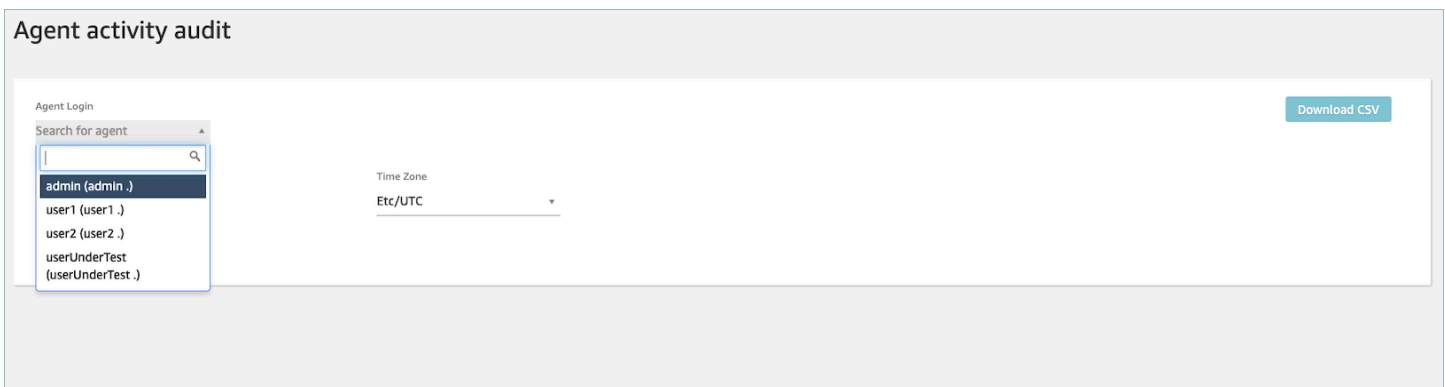 Agent activity audit
Agent Login
Download CSV
Search for agent
admin (admin .)
user1 (user1 .)
user2 (user2 .)
userUnderTest
(userUnderTest .)
Time Zone
Etc/UTC